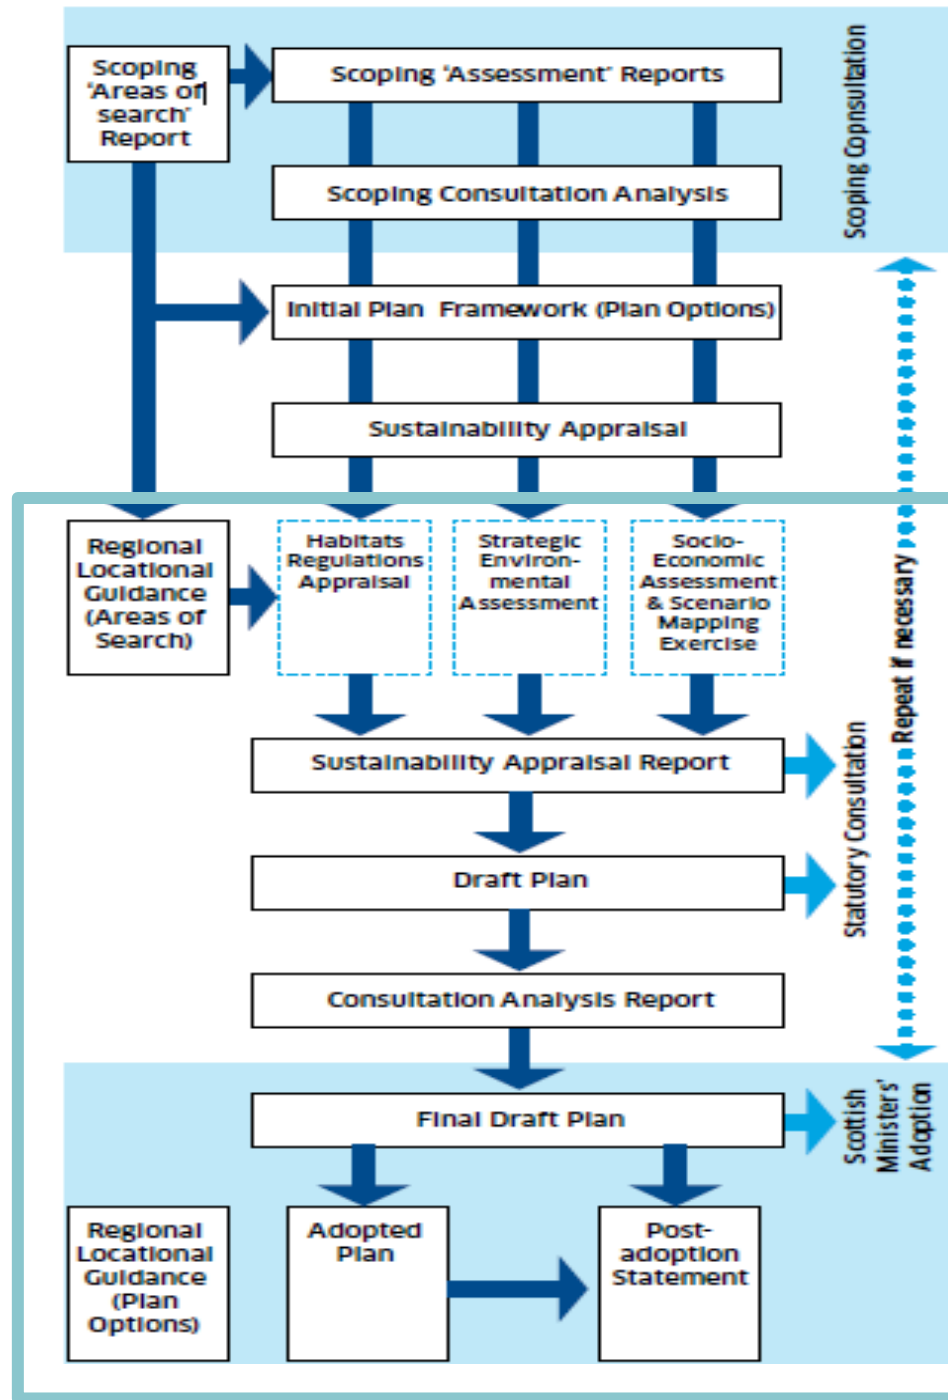 Scoping
'Areas of
search'
Report
Scoping 'Assessment' Reports
Scoping Consultation Analysis
Scoping Copnsultation
Initial Plan Framework (Plan Options)
Sustainability Appraisal
Regional
Locational
Guidance
(Areas of
Search)
Habitats
Regulations
Appraisal
Strategic
Environ-
mental
Assessment
Socio-
Economic
Assessment
& Scenario
Mapping
Exercise
Repeat if necessary
Sustainability Appraisal Report
Draft Plan
Statutory Consultation
Consultation Analysis Report
Final Draft Plan
Scottish
Ministers'
Adoption
Regional
Locational
Guidance
(Plan
Options)
Adopted
Plan
Post-
adoption
Statement